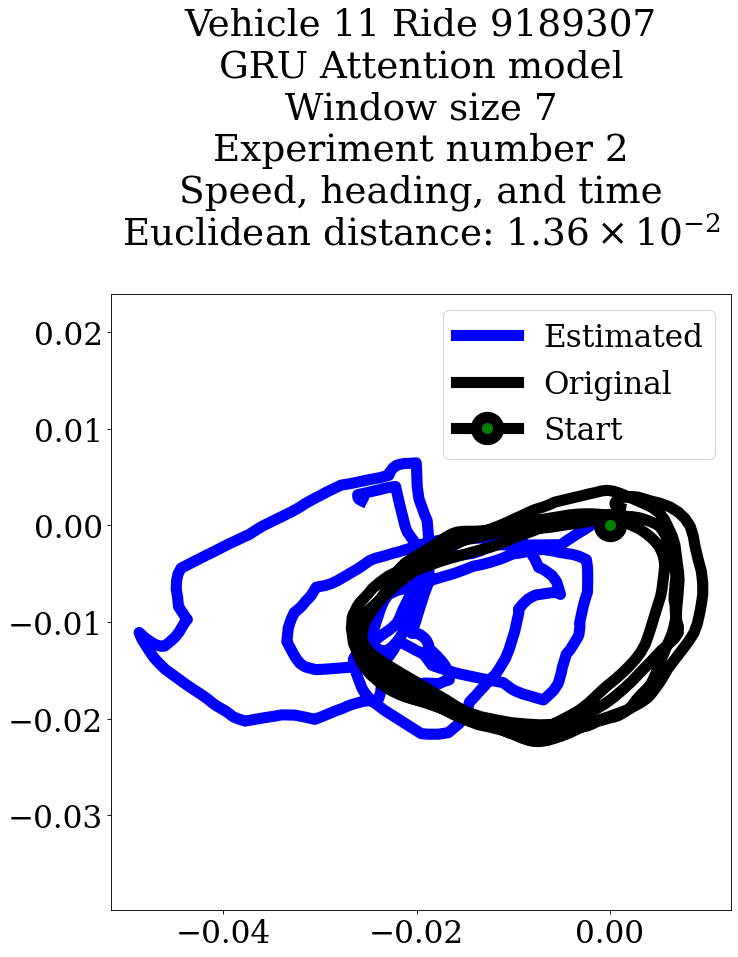 Vehicle 11 Ride 9189307
GRU Attention model
Window size 7
Experiment number 2
Speed, heading, and time
Euclidean distance: 1.36 × 10⁻²
Estimated
Original
Start
0.02
0.01
0.00
−0.01
−0.02
−0.03
−0.04
−0.02
0.00